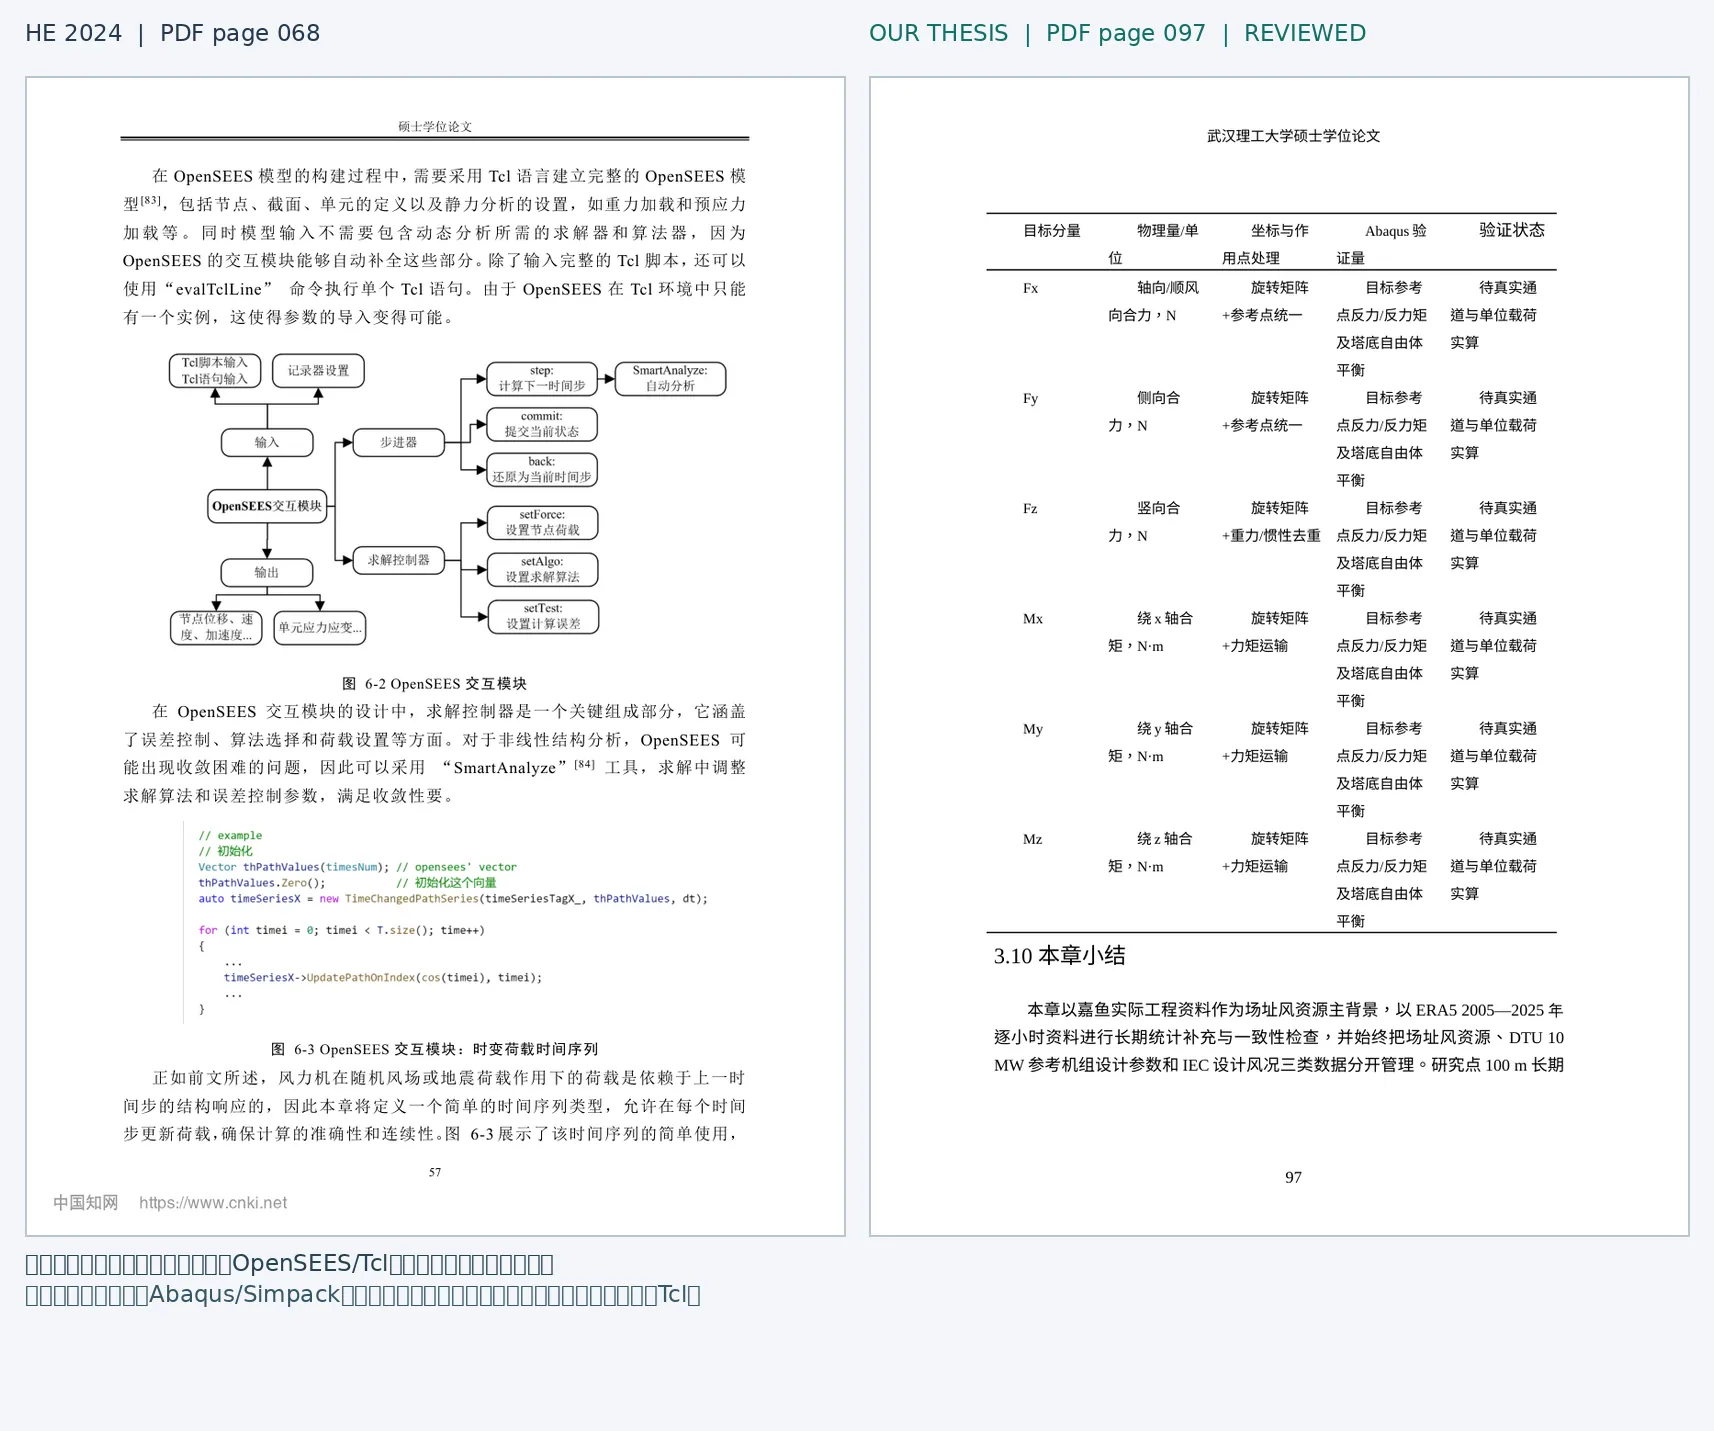 HE 2024 | PDF page 068
硕士学位论文
在 OpenSEES 模型的构建过程中，需要采用 Tcl 语言建立完整的 OpenSEES 模
型[83]，包括节点、截面、单元的定义以及静力分析的设置，如重力加载和预应力
加载等。同时模型输入不需要包含动态分析所需的求解器和算法器，因为
OpenSEES 的交互模块能够自动补全这些部分。除了输入完整的 Tcl 脚本，还可以
使用“evalTclLine” 命令执行单个 Tcl 语句。由于 OpenSEES 在 Tcl 环境中只能
有一个实例，这使得参数的导入变得可能。
Tcl脚本输入
Tcl语句输入
记录器设置
输入
OpenSEES交互模块
输出
节点位移、速
度、加速度...
单元应力应变...
步进器
step:
计算下一时间步
SmartAnalyze:
自动分析
commit:
提交当前状态
back:
还原为当前时间步
求解控制器
setForce:
设置节点荷载
setAlgo:
设置求解算法
setTest:
设置计算误差
图 6-2 OpenSEES 交互模块
在 OpenSEES 交互模块的设计中，求解控制器是一个关键组成部分，它涵盖
了误差控制、算法选择和荷载设置等方面。对于非线性结构分析，OpenSEES 可
能出现收敛困难的问题，因此可以采用 “SmartAnalyze”[84] 工具，求解中调整
求解算法和误差控制参数，满足收敛性要。
// example
// 初始化
Vector thPathValues(timesNum); // opensees' vector
thPathValues.Zero(); // 初始化这个向量
auto timeSeriesX = new TimeChangedPathSeries(timeSeriesTagX_, thPathValues, dt);
for (int timei = 0; timei < T.size(); time++)
{
...
timeSeriesX->UpdatePathOnIndex(cos(timei), timei);
...
}
图 6-3 OpenSEES 交互模块：时变荷载时间序列
正如前文所述，风力机在随机风场或地震荷载作用下的荷载是依赖于上一时
间步的结构响应的，因此本章将定义一个简单的时间序列类型，允许在每个时间
步更新荷载，确保计算的准确性和连续性。图 6-3 展示了该时间序列的简单使用，
57
中国知网 https://www.cnki.net
OUR THESIS | PDF page 097 | REVIEWED
武汉理工大学硕士学位论文
目标分量 物理量/单 坐标与作 Abaqus 验 验证状态
位 用点处理 证量
Fx 轴向/顺风 旋转矩阵 目标参考 待真实通
向合力，N +参考点统一 点反力/反力矩 道与单位载荷
及塔底自由体 实算
平衡
Fy 侧向合 旋转矩阵 目标参考 待真实通
力，N +参考点统一 点反力/反力矩 道与单位载荷
及塔底自由体 实算
平衡
Fz 竖向合 旋转矩阵 目标参考 待真实通
力，N +重力/惯性去重 点反力/反力矩 道与单位载荷
及塔底自由体 实算
平衡
Mx 绕 x 轴合 旋转矩阵 目标参考 待真实通
矩，N·m +力矩运输 点反力/反力矩 道与单位载荷
及塔底自由体 实算
平衡
My 绕 y 轴合 旋转矩阵 目标参考 待真实通
矩，N·m +力矩运输 点反力/反力矩 道与单位载荷
及塔底自由体 实算
平衡
Mz 绕 z 轴合 旋转矩阵 目标参考 待真实通
矩，N·m +力矩运输 点反力/反力矩 道与单位载荷
及塔底自由体 实算
平衡
3.10 本章小结
本章以嘉鱼实际工程资料作为场址风资源主背景，以 ERA5 2005—2025 年
逐小时资料进行长期统计补充与一致性检查，并始终把场址风资源、DTU 10
MW 参考机组设计参数和 IEC 设计风况三类数据分开管理。研究点 100 m 长期
97
OpenSEES/Tcl
Abaqus/Simpack Tcl